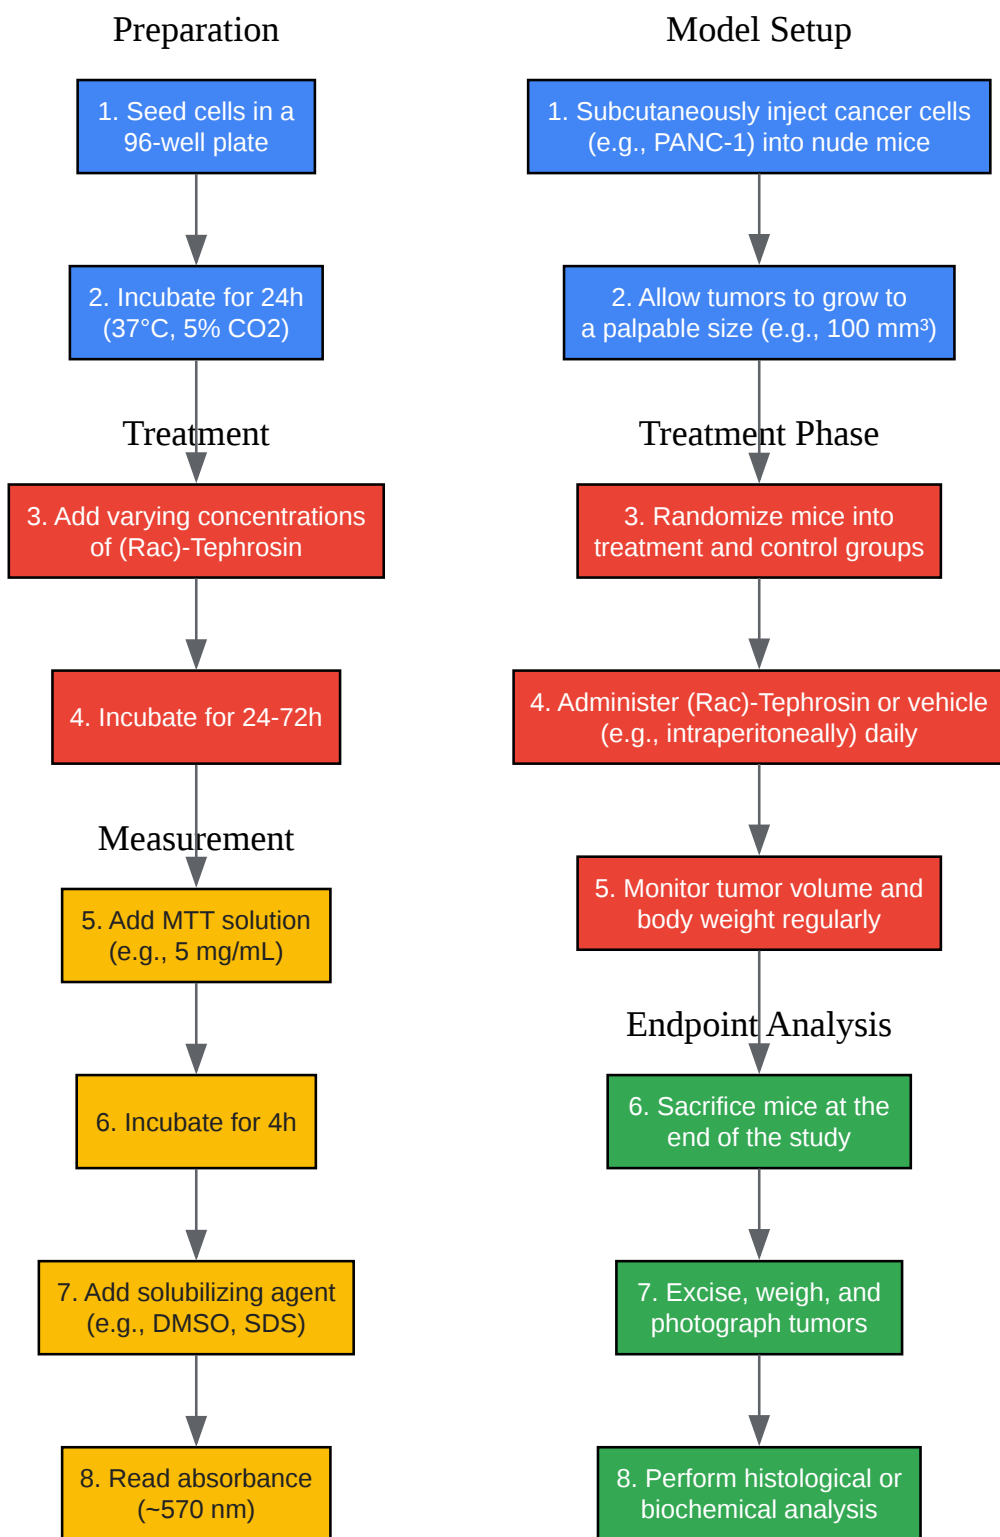 Preparation
1. Seed cells in a
96-well plate
2. Incubate for 24h
(37°C, 5% CO2)
Treatment
3. Add varying concentrations
of (Rac)-Tephrosin
4. Incubate for 24-72h
Measurement
5. Add MTT solution
(e.g., 5 mg/mL)
6. Incubate for 4h
7. Add solubilizing agent
(e.g., DMSO, SDS)
8. Read absorbance
(~570 nm)
Model Setup
1. Subcutaneously inject cancer cells
(e.g., PANC-1) into nude mice
2. Allow tumors to grow to
a palpable size (e.g., 100 mm³)
Treatment Phase
3. Randomize mice into
treatment and control groups
4. Administer (Rac)-Tephrosin or vehicle
(e.g., intraperitoneally) daily
5. Monitor tumor volume and
body weight regularly
Endpoint Analysis
6. Sacrifice mice at the
end of the study
7. Excise, weigh, and
photograph tumors
8. Perform histological or
biochemical analysis